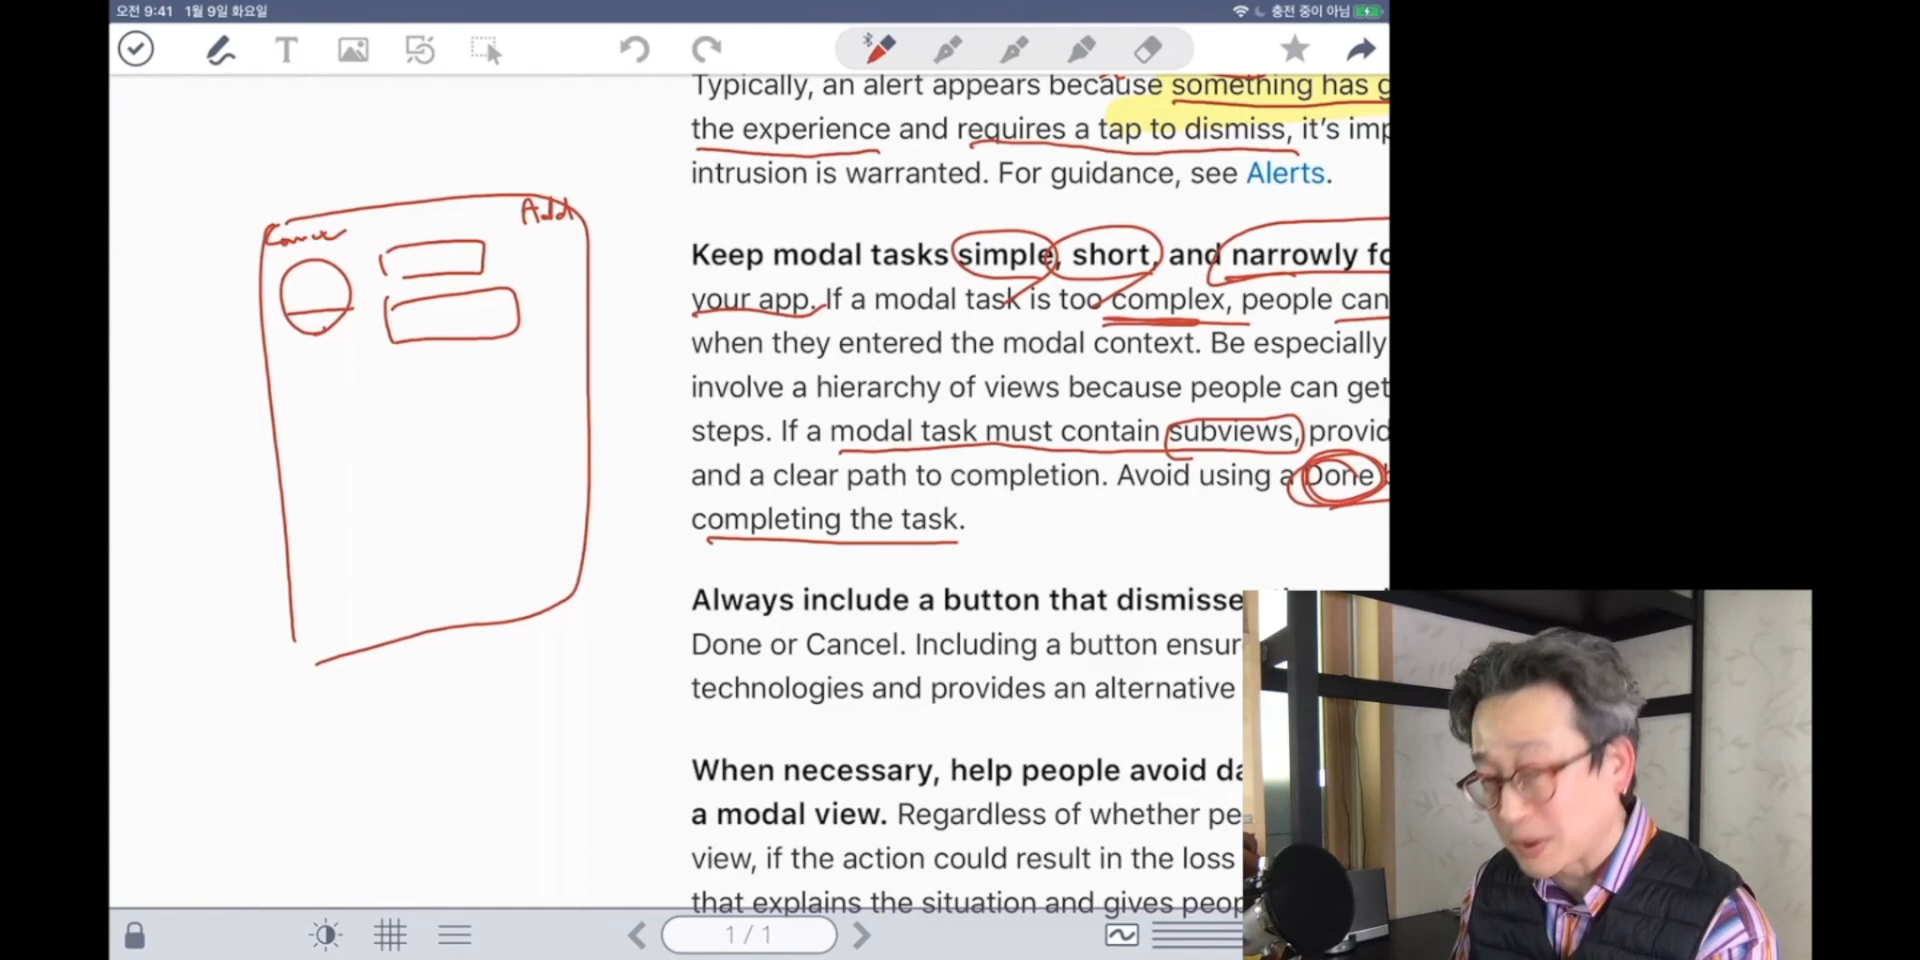 오전 9:41 1월 9일 화요일
충전 중이 아님
T
Typically, an alert appears because something has g
the experience and requires a tap to dismiss, it's imp
intrusion is warranted. For guidance, see Alerts.
Add
Cance
Keep modal tasks simple, short, and narrowly fo
your app. If a modal task is too complex, people can
when they entered the modal context. Be especially
involve a hierarchy of views because people can get
steps. If a modal task must contain subviews, provid
and a clear path to completion. Avoid using a Done b
completing the task.
Always include a button that dismisse
Done or Cancel. Including a button ensur
technologies and provides an alternative
When necessary, help people avoid da
a modal view. Regardless of whether pe
view, if the action could result in the loss
that explains the situation and gives peop
1 / 1